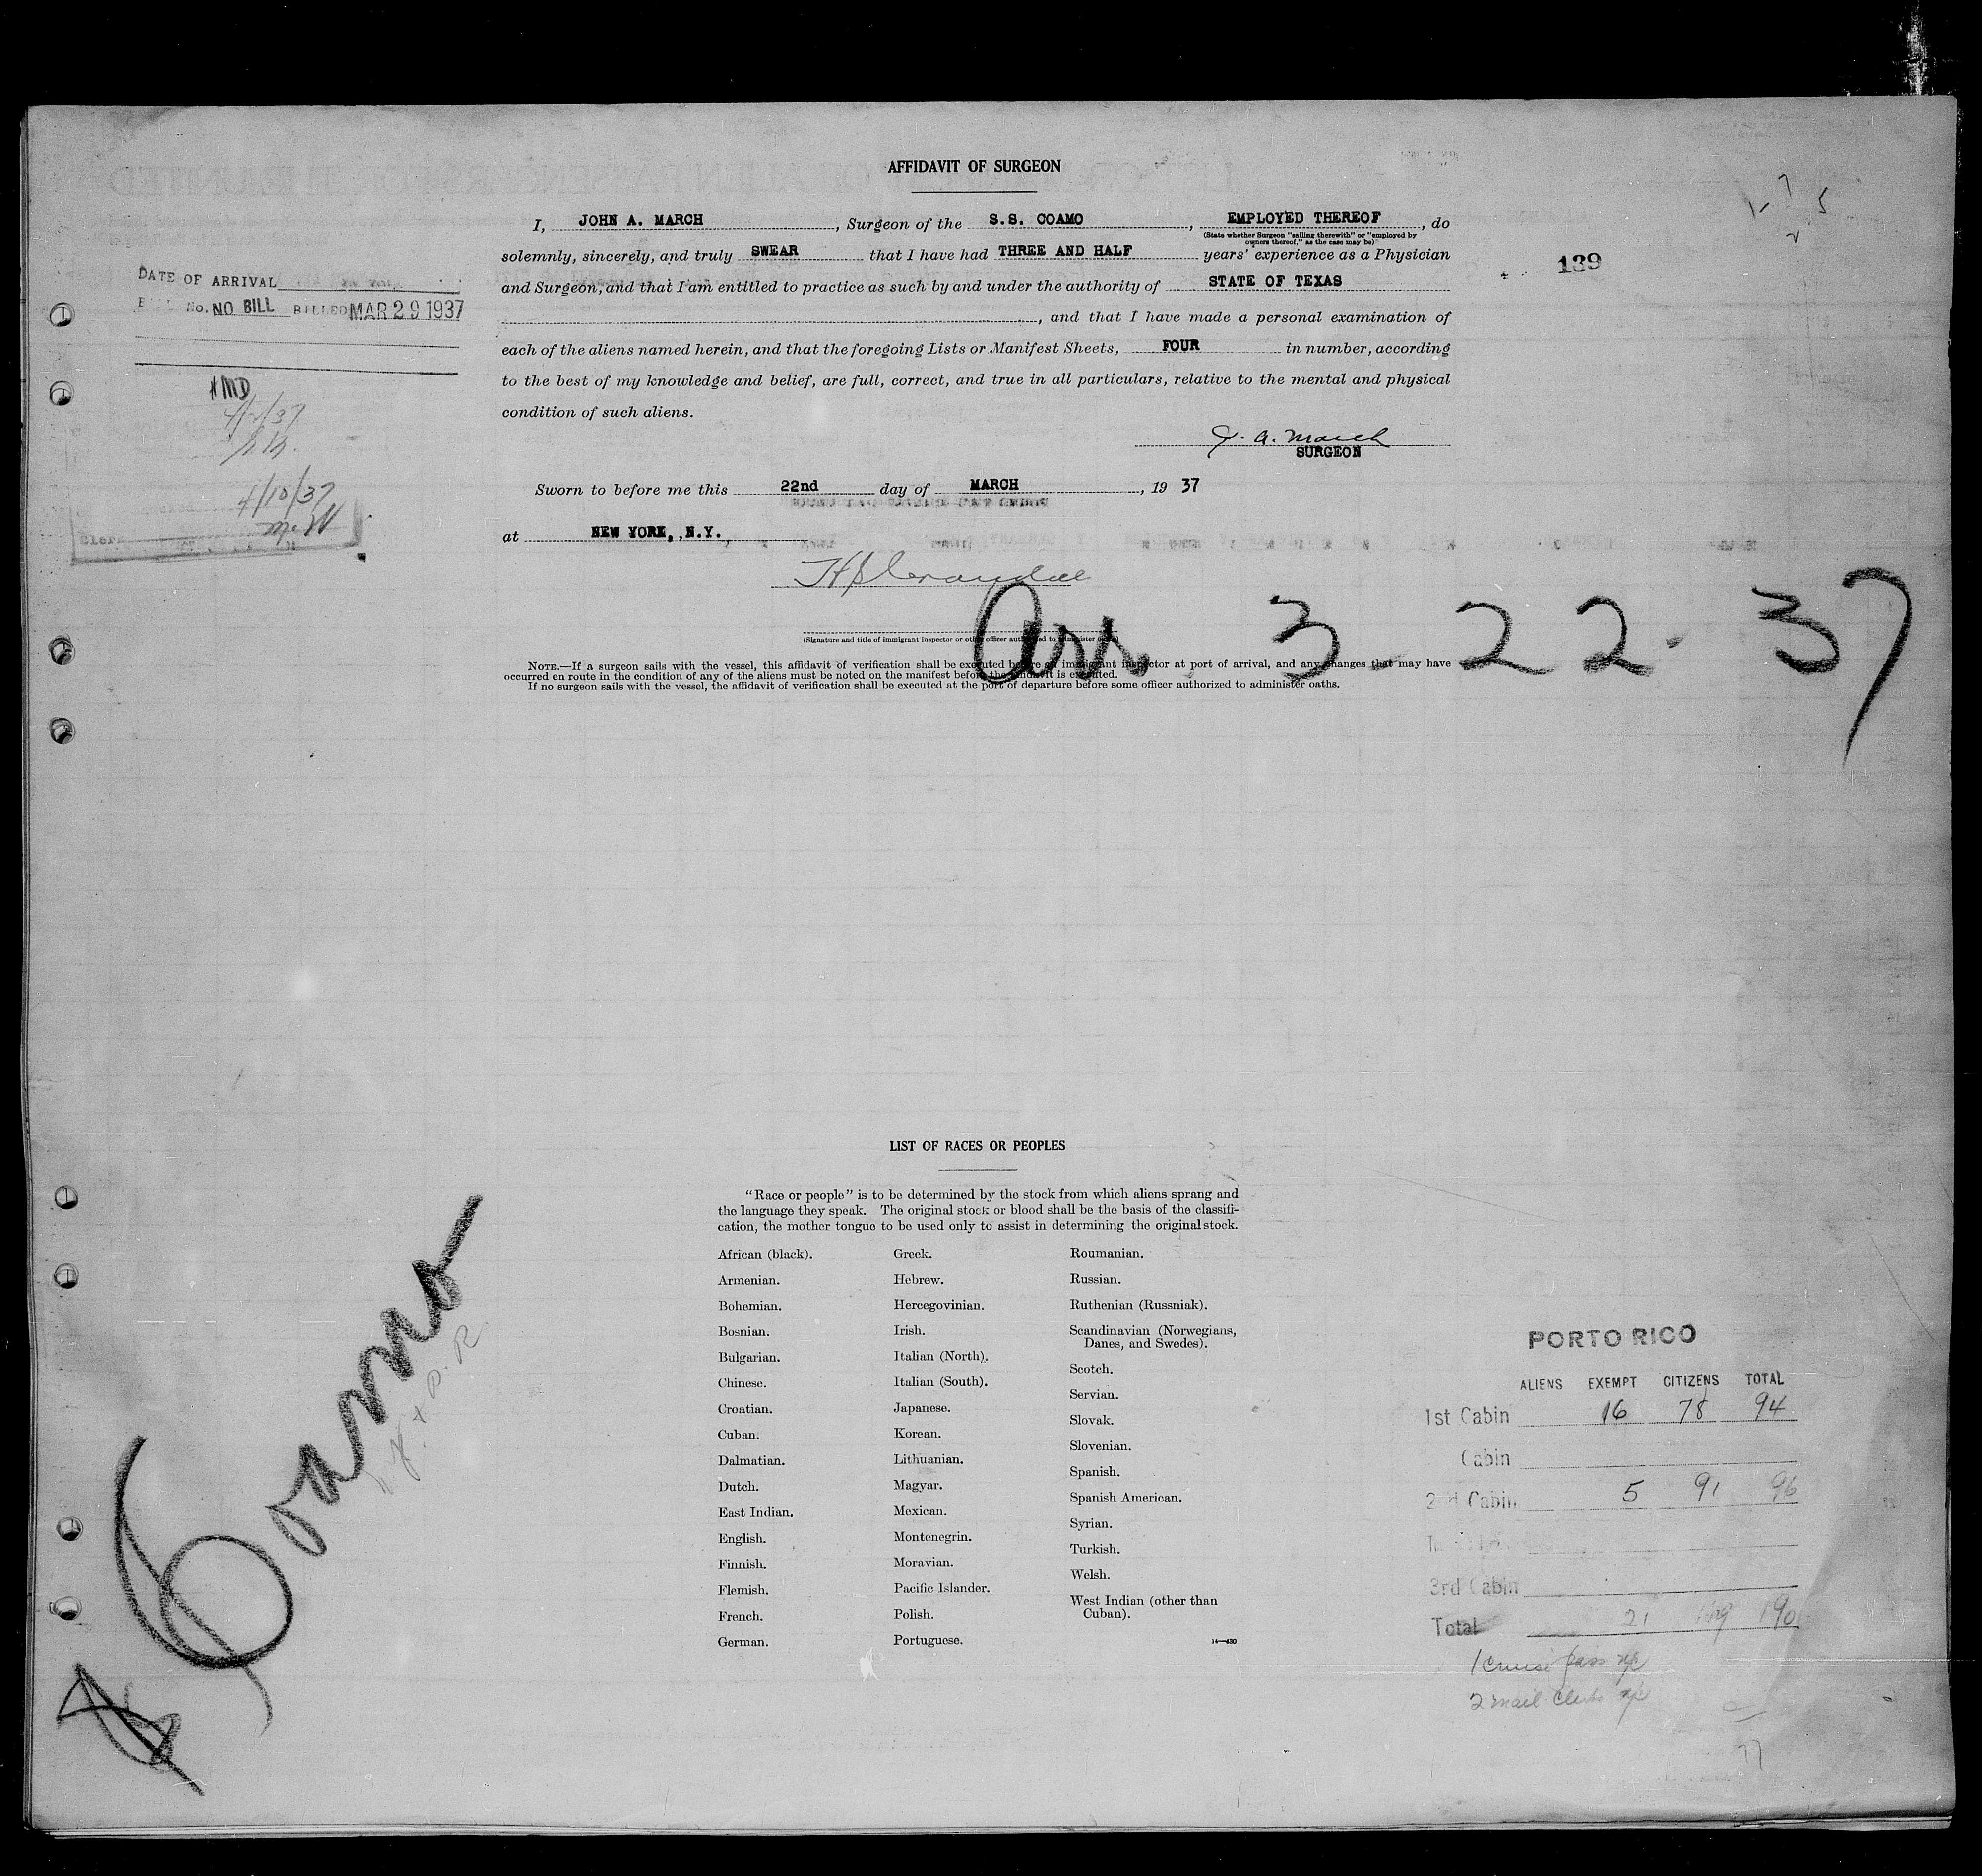 AFFIDAVIT OF SURGEON
I, JOHN A. MARCH, Surgeon of the S.S. COAMO, EMPLOYED THEREOF, do
(State whether Surgeon "sailing therewith" or "employed by
owners thereof," as the case may be)
solemnly, sincerely, and truly SWEAR that I have had THREE AND HALF years' experience as a Physician
and Surgeon, and that I am entitled to practice as such by and under the authority of STATE OF TEXAS
, and that I have made a personal examination of
each of the aliens named herein, and that the foregoing Lists or Manifest Sheets, FOUR in number, according
to the best of my knowledge and belief, are full, correct, and true in all particulars, relative to the mental and physical
condition of such aliens.
J. A. March
SURGEON
Sworn to before me this 22nd day of MARCH, 19 37
at NEW YORK, N.Y.
(Signature and title of immigrant inspector or other officer authorized to administer oaths)
NOTE.—If a surgeon sails with the vessel, this affidavit of verification shall be executed before an immigrant inspector at port of arrival, and any changes that may have
occurred en route in the condition of any of the aliens must be noted on the manifest before the affidavit is executed.
If no surgeon sails with the vessel, the affidavit of verification shall be executed at the port of departure before some officer authorized to administer oaths.
Arr. 3 22 - 37
139
DATE OF ARRIVAL
BILL No. NO BILL BILLED MAR 29 1937
4/10/37
Clerk
LIST OF RACES OR PEOPLES
"Race or people" is to be determined by the stock from which aliens sprang and
the language they speak. The original stock or blood shall be the basis of the classifi-
cation, the mother tongue to be used only to assist in determining the original stock.
African (black).
Armenian.
Bohemian.
Bosnian.
Bulgarian.
Chinese.
Croatian.
Cuban.
Dalmatian.
Dutch.
East Indian.
English.
Finnish.
Flemish.
French.
German.
Greek.
Hebrew.
Hercegovinian.
Irish.
Italian (North).
Italian (South).
Japanese.
Korean.
Lithuanian.
Magyar.
Mexican.
Montenegrin.
Moravian.
Pacific Islander.
Polish.
Portuguese.
Roumanian.
Russian.
Ruthenian (Russniak).
Scandinavian (Norwegians,
Danes, and Swedes).
Scotch.
Servian.
Slovak.
Slovenian.
Spanish.
Spanish American.
Syrian.
Turkish.
Welsh.
West Indian (other than
Cuban).
14—430
Coamo
PORTO RICO
ALIENS EXEMPT CITIZENS TOTAL
1st Cabin 16 78 94
Cabin
2nd Cabin 5 91 96
3rd Cabin
Total 21 169 190
1 cruise pass
2 mail clerks